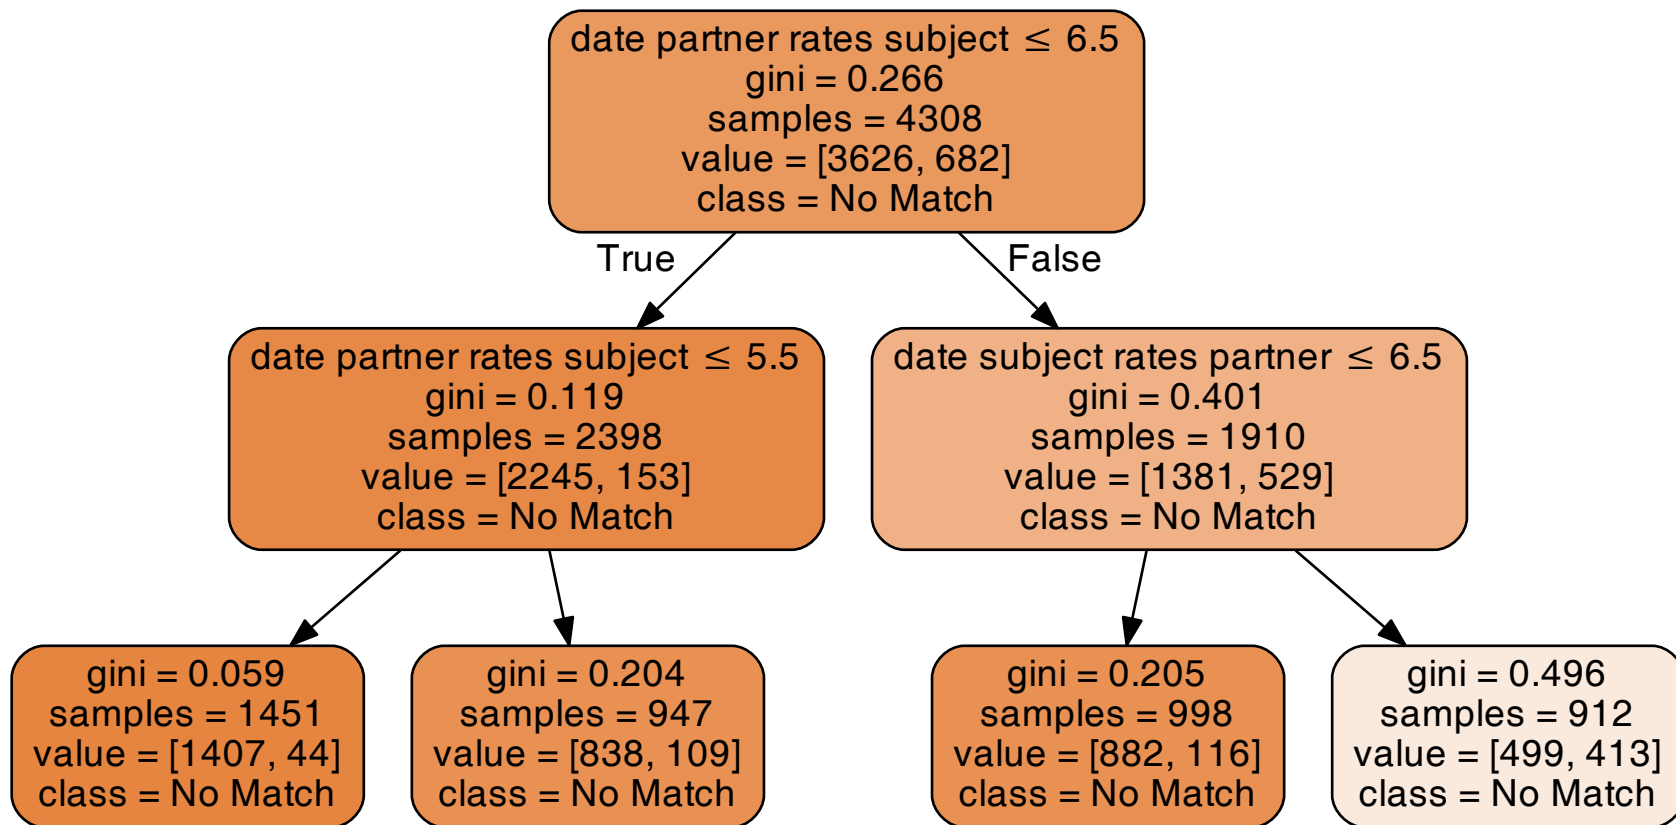 date partner rates subject ≤ 6.5
gini = 0.266
samples = 4308
value = [3626, 682]
class = No Match
True
False
date partner rates subject ≤ 5.5
gini = 0.119
samples = 2398
value = [2245, 153]
class = No Match
date subject rates partner ≤ 6.5
gini = 0.401
samples = 1910
value = [1381, 529]
class = No Match
gini = 0.059
samples = 1451
value = [1407, 44]
class = No Match
gini = 0.204
samples = 947
value = [838, 109]
class = No Match
gini = 0.205
samples = 998
value = [882, 116]
class = No Match
gini = 0.496
samples = 912
value = [499, 413]
class = No Match